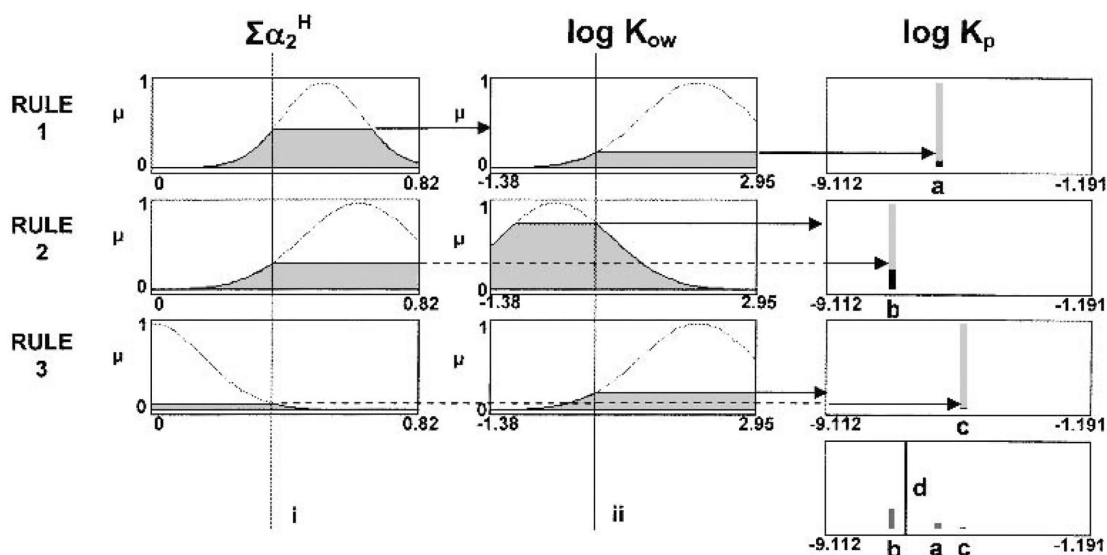 Σα₂ᴴ log Kow log Kp
RULE 1
μ 1 0 0 0.82
μ 1 0 -1.38 2.95
-9.112 a -1.191
RULE 2
μ 1 0 0 0.82
μ 1 0 -1.38 2.95
-9.112 b -1.191
RULE 3
μ 1 0 0 0.82
μ 1 0 -1.38 2.95
-9.112 c -1.191
i ii d
-9.112 b a c -1.191